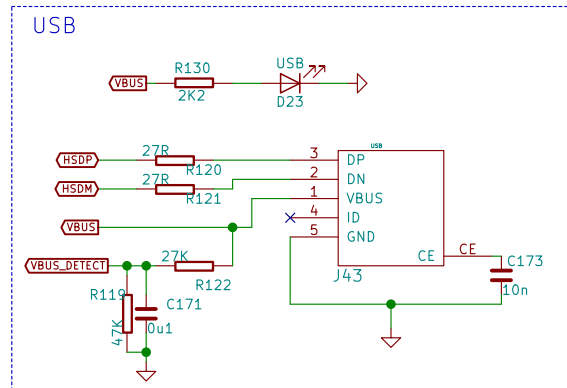 USB
R130
USB
VBUS
2K2
D23
USB
27R
3
DP
HSDP
R120
27R
2
DN
HSDM
R121
1
VBUS
VBUS
4
ID
27K
5
GND
VBUS_DETECT
CE
CE
C173
R122
J43
R119
C171
10n
47K
0u1